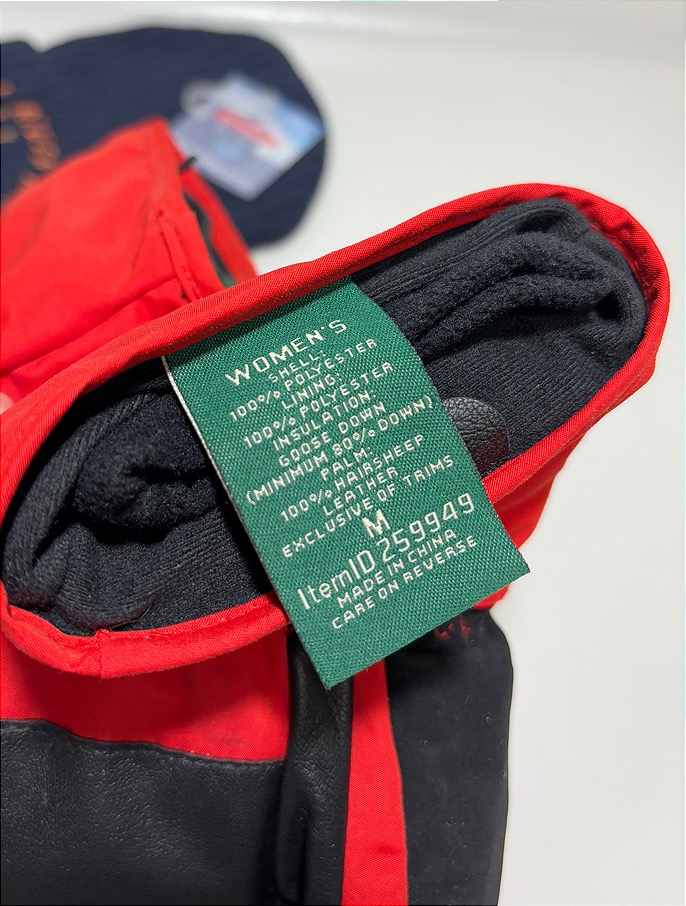 WOMEN'S
SHELL:
100% POLYESTER
LINING:
100% POLYESTER
INSULATION:
GOOSE DOWN
(MINIMUM 80% DOWN)
PALM:
100% HAIRSHEEP
LEATHER
EXCLUSIVE OF TRIMS
M
ItemID 259949
MADE IN CHINA
CARE ON REVERSE